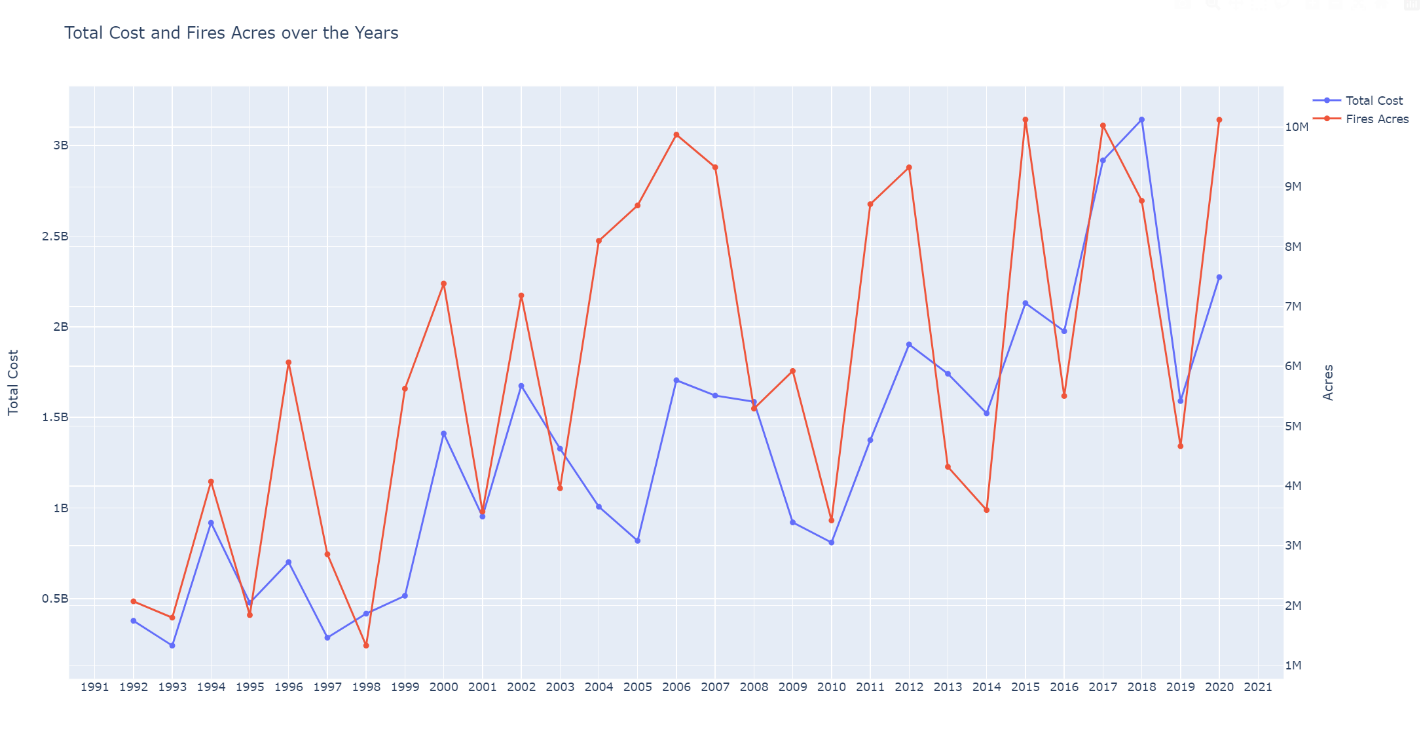 Total Cost and Fires Acres over the Years
Total Cost
Fires Acres
3B
2.5B
2B
1.5B
1B
0.5B
Total Cost
10M
9M
8M
7M
6M
5M
4M
3M
2M
1M
Acres
1991 1992 1993 1994 1995 1996 1997 1998 1999 2000 2001 2002 2003 2004 2005 2006 2007 2008 2009 2010 2011 2012 2013 2014 2015 2016 2017 2018 2019 2020 2021